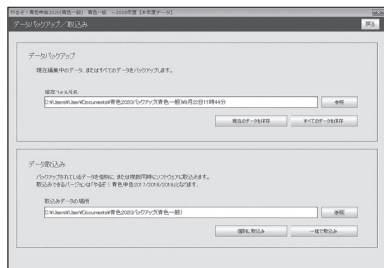 やるぞ！青色申告2020(青色一般) 青色一般 －2020年度【本年度データ】
データバックアップ／取込み
戻る
データバックアップ
現在編集中のデータ、またはすべてのデータをバックアップします。
保存ファイル名
C:¥Users¥User¥Documents¥青色2020バックアップ(青色一般)9月22日11時44分
参照
現在のデータを保存
すべてのデータを保存
データ取込み
バックアップされているデータを個別に、または複数同時にソフトウェアに取込みます。
取込みできるバージョンは「やるぞ！青色申告2017/2018/2019」となります。
取込みデータの場所
C:¥Users¥User¥Documents¥青色2020バックアップ(青色一般)
参照
個別に取込み
一括で取込み